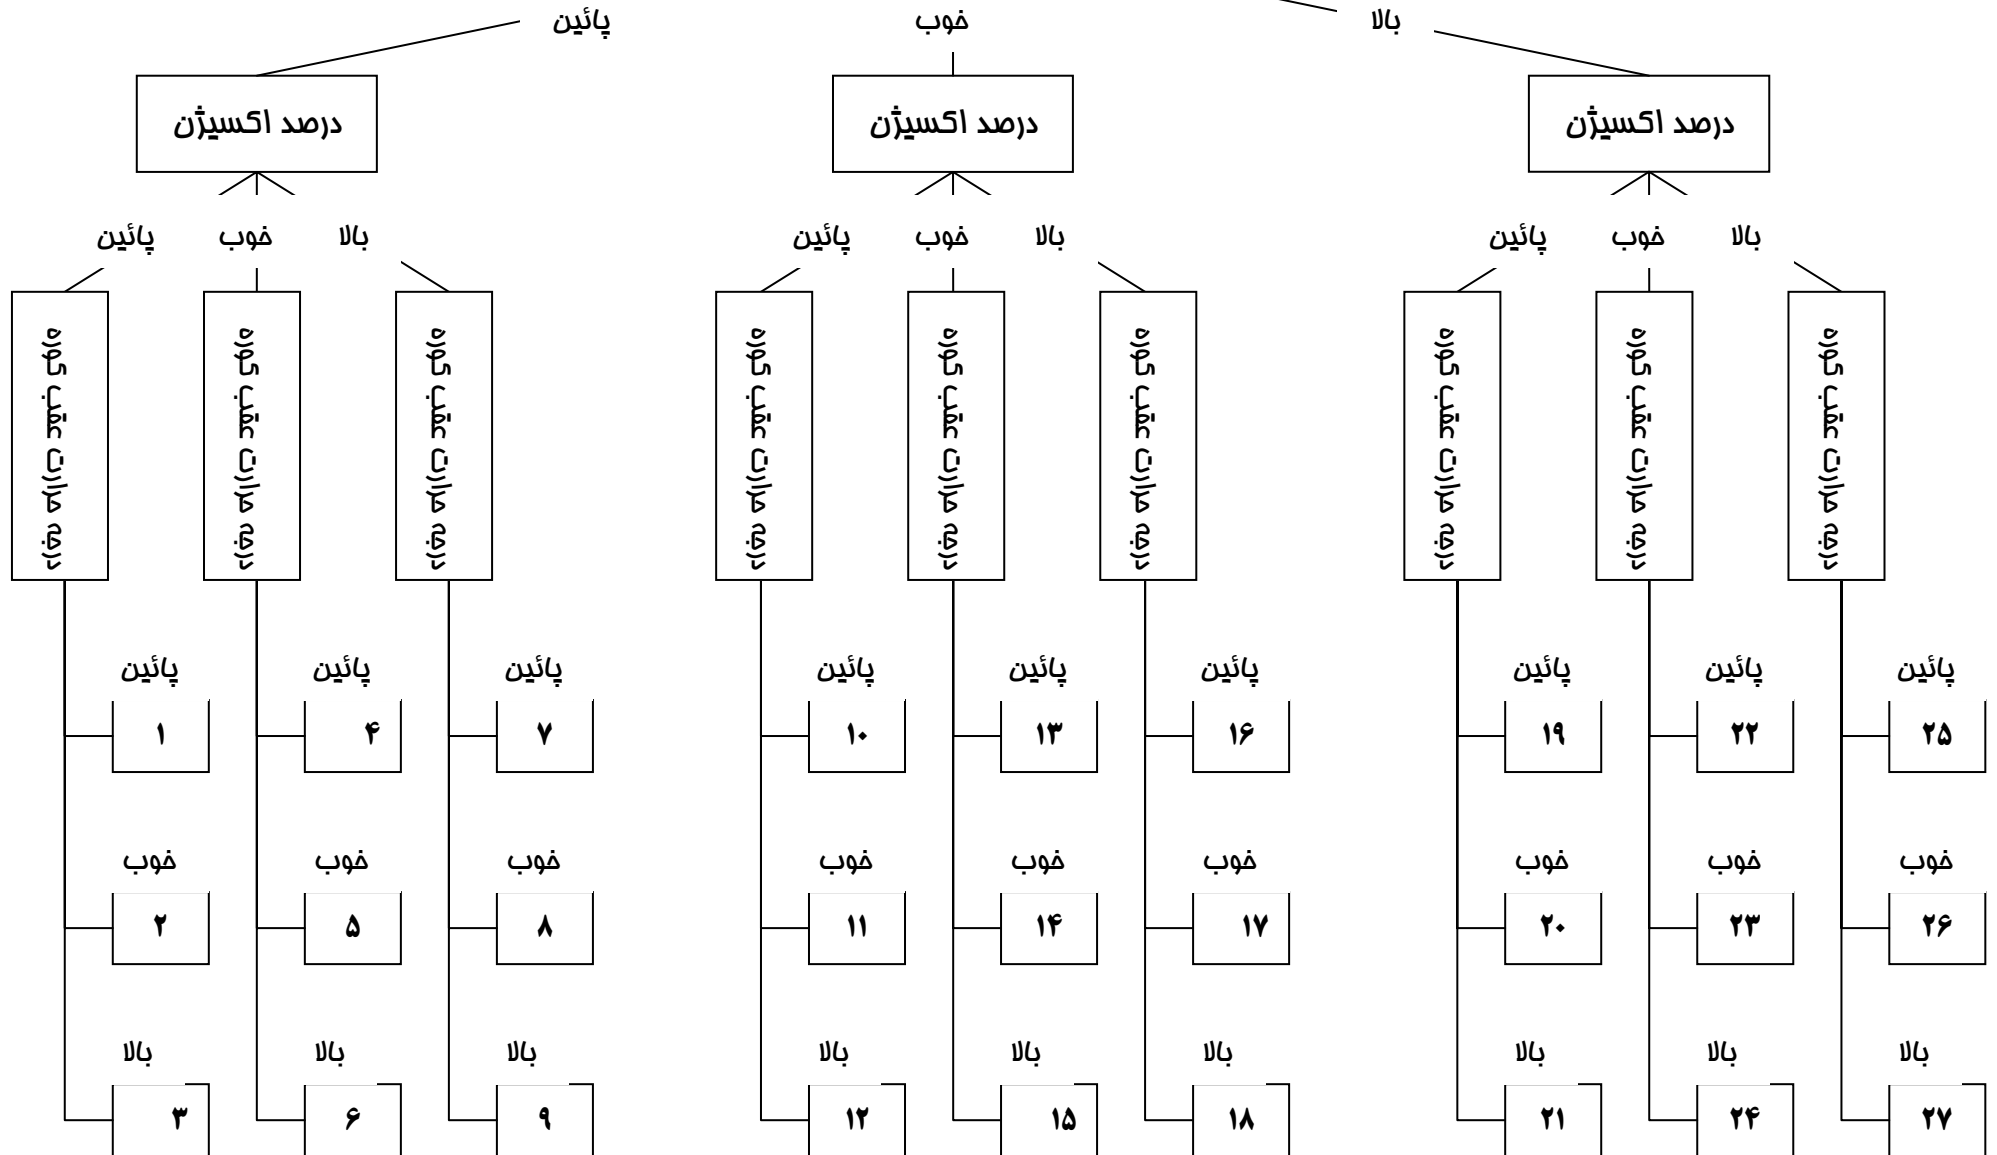 پائین خوب بالا
درصد اکسیژن درصد اکسیژن درصد اکسیژن
پائین خوب بالا پائین خوب بالا پائین خوب بالا
درجه حرارت عقب کوره درجه حرارت عقب کوره درجه حرارت عقب کوره درجه حرارت عقب کوره درجه حرارت عقب کوره درجه حرارت عقب کوره درجه حرارت عقب کوره درجه حرارت عقب کوره درجه حرارت عقب کوره
پائین پائین پائین پائین پائین پائین پائین پائین پائین
۱ ۴ ۷ ۱۰ ۱۳ ۱۶ ۱۹ ۲۲ ۲۵
خوب خوب خوب خوب خوب خوب خوب خوب خوب
۲ ۵ ۸ ۱۱ ۱۴ ۱۷ ۲۰ ۲۳ ۲۶
بالا بالا بالا بالا بالا بالا بالا بالا بالا
۳ ۶ ۹ ۱۲ ۱۵ ۱۸ ۲۱ ۲۴ ۲۷